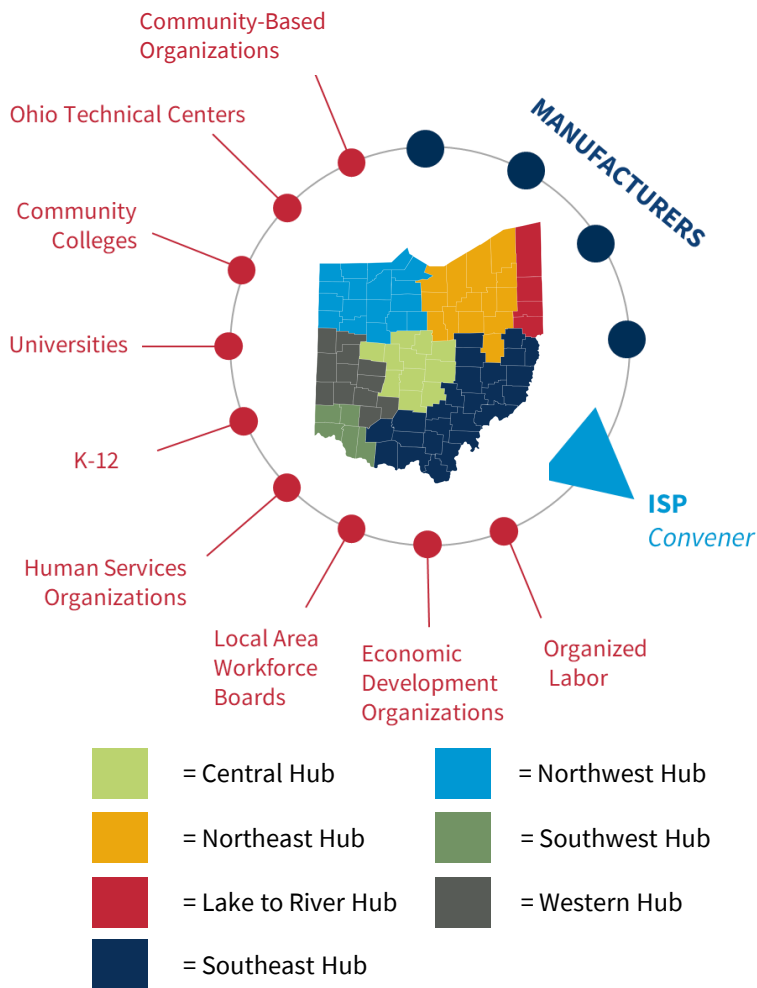 Community-Based
Organizations
Ohio Technical Centers
MANUFACTURERS
Community
Colleges
Universities
K-12
ISP
Convener
Human Services
Organizations
Local Area
Workforce
Boards
Economic
Development
Organizations
Organized
Labor
= Central Hub
= Northwest Hub
= Northeast Hub
= Southwest Hub
= Lake to River Hub
= Western Hub
= Southeast Hub